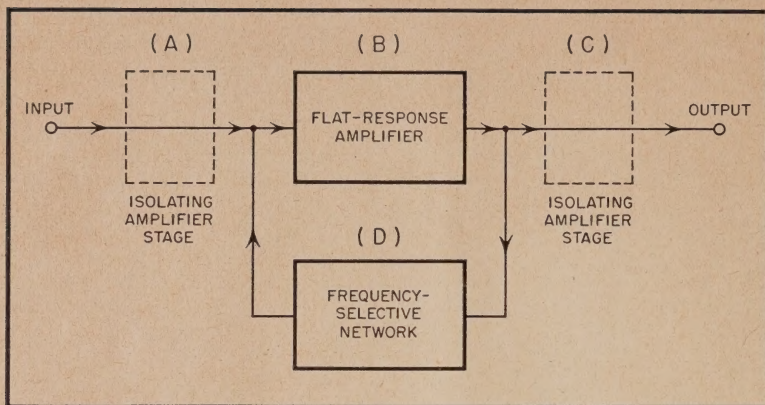 (A)
(B)
(C)
INPUT
FLAT-RESPONSE
AMPLIFIER
OUTPUT
ISOLATING
AMPLIFIER
STAGE
ISOLATING
AMPLIFIER
STAGE
(D)
FREQUENCY-
SELECTIVE
NETWORK